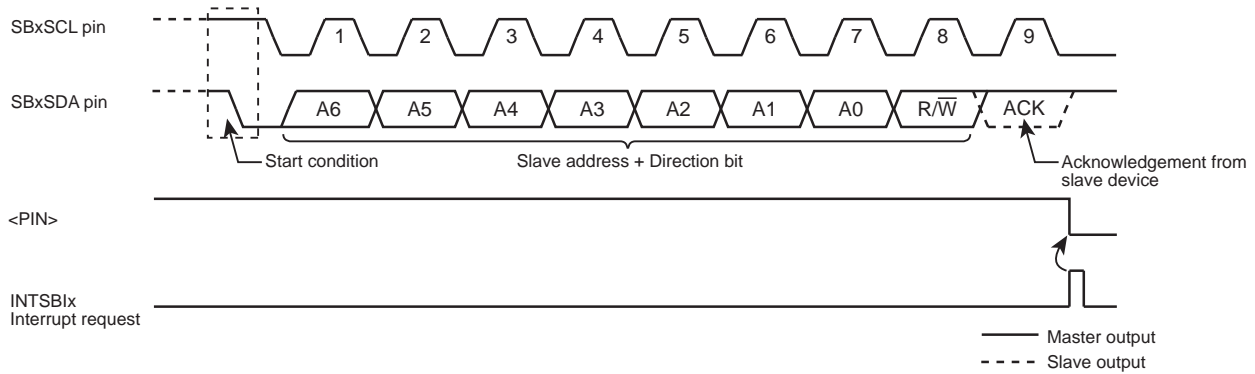 SBxSCL pin
1 2 3 4 5 6 7 8 9
SBxSDA pin
A6 A5 A4 A3 A2 A1 A0 R/W̅ ACK
Start condition
Slave address + Direction bit
Acknowledgement from
slave device
<PIN>
INTSBIx
Interrupt request
Master output
Slave output